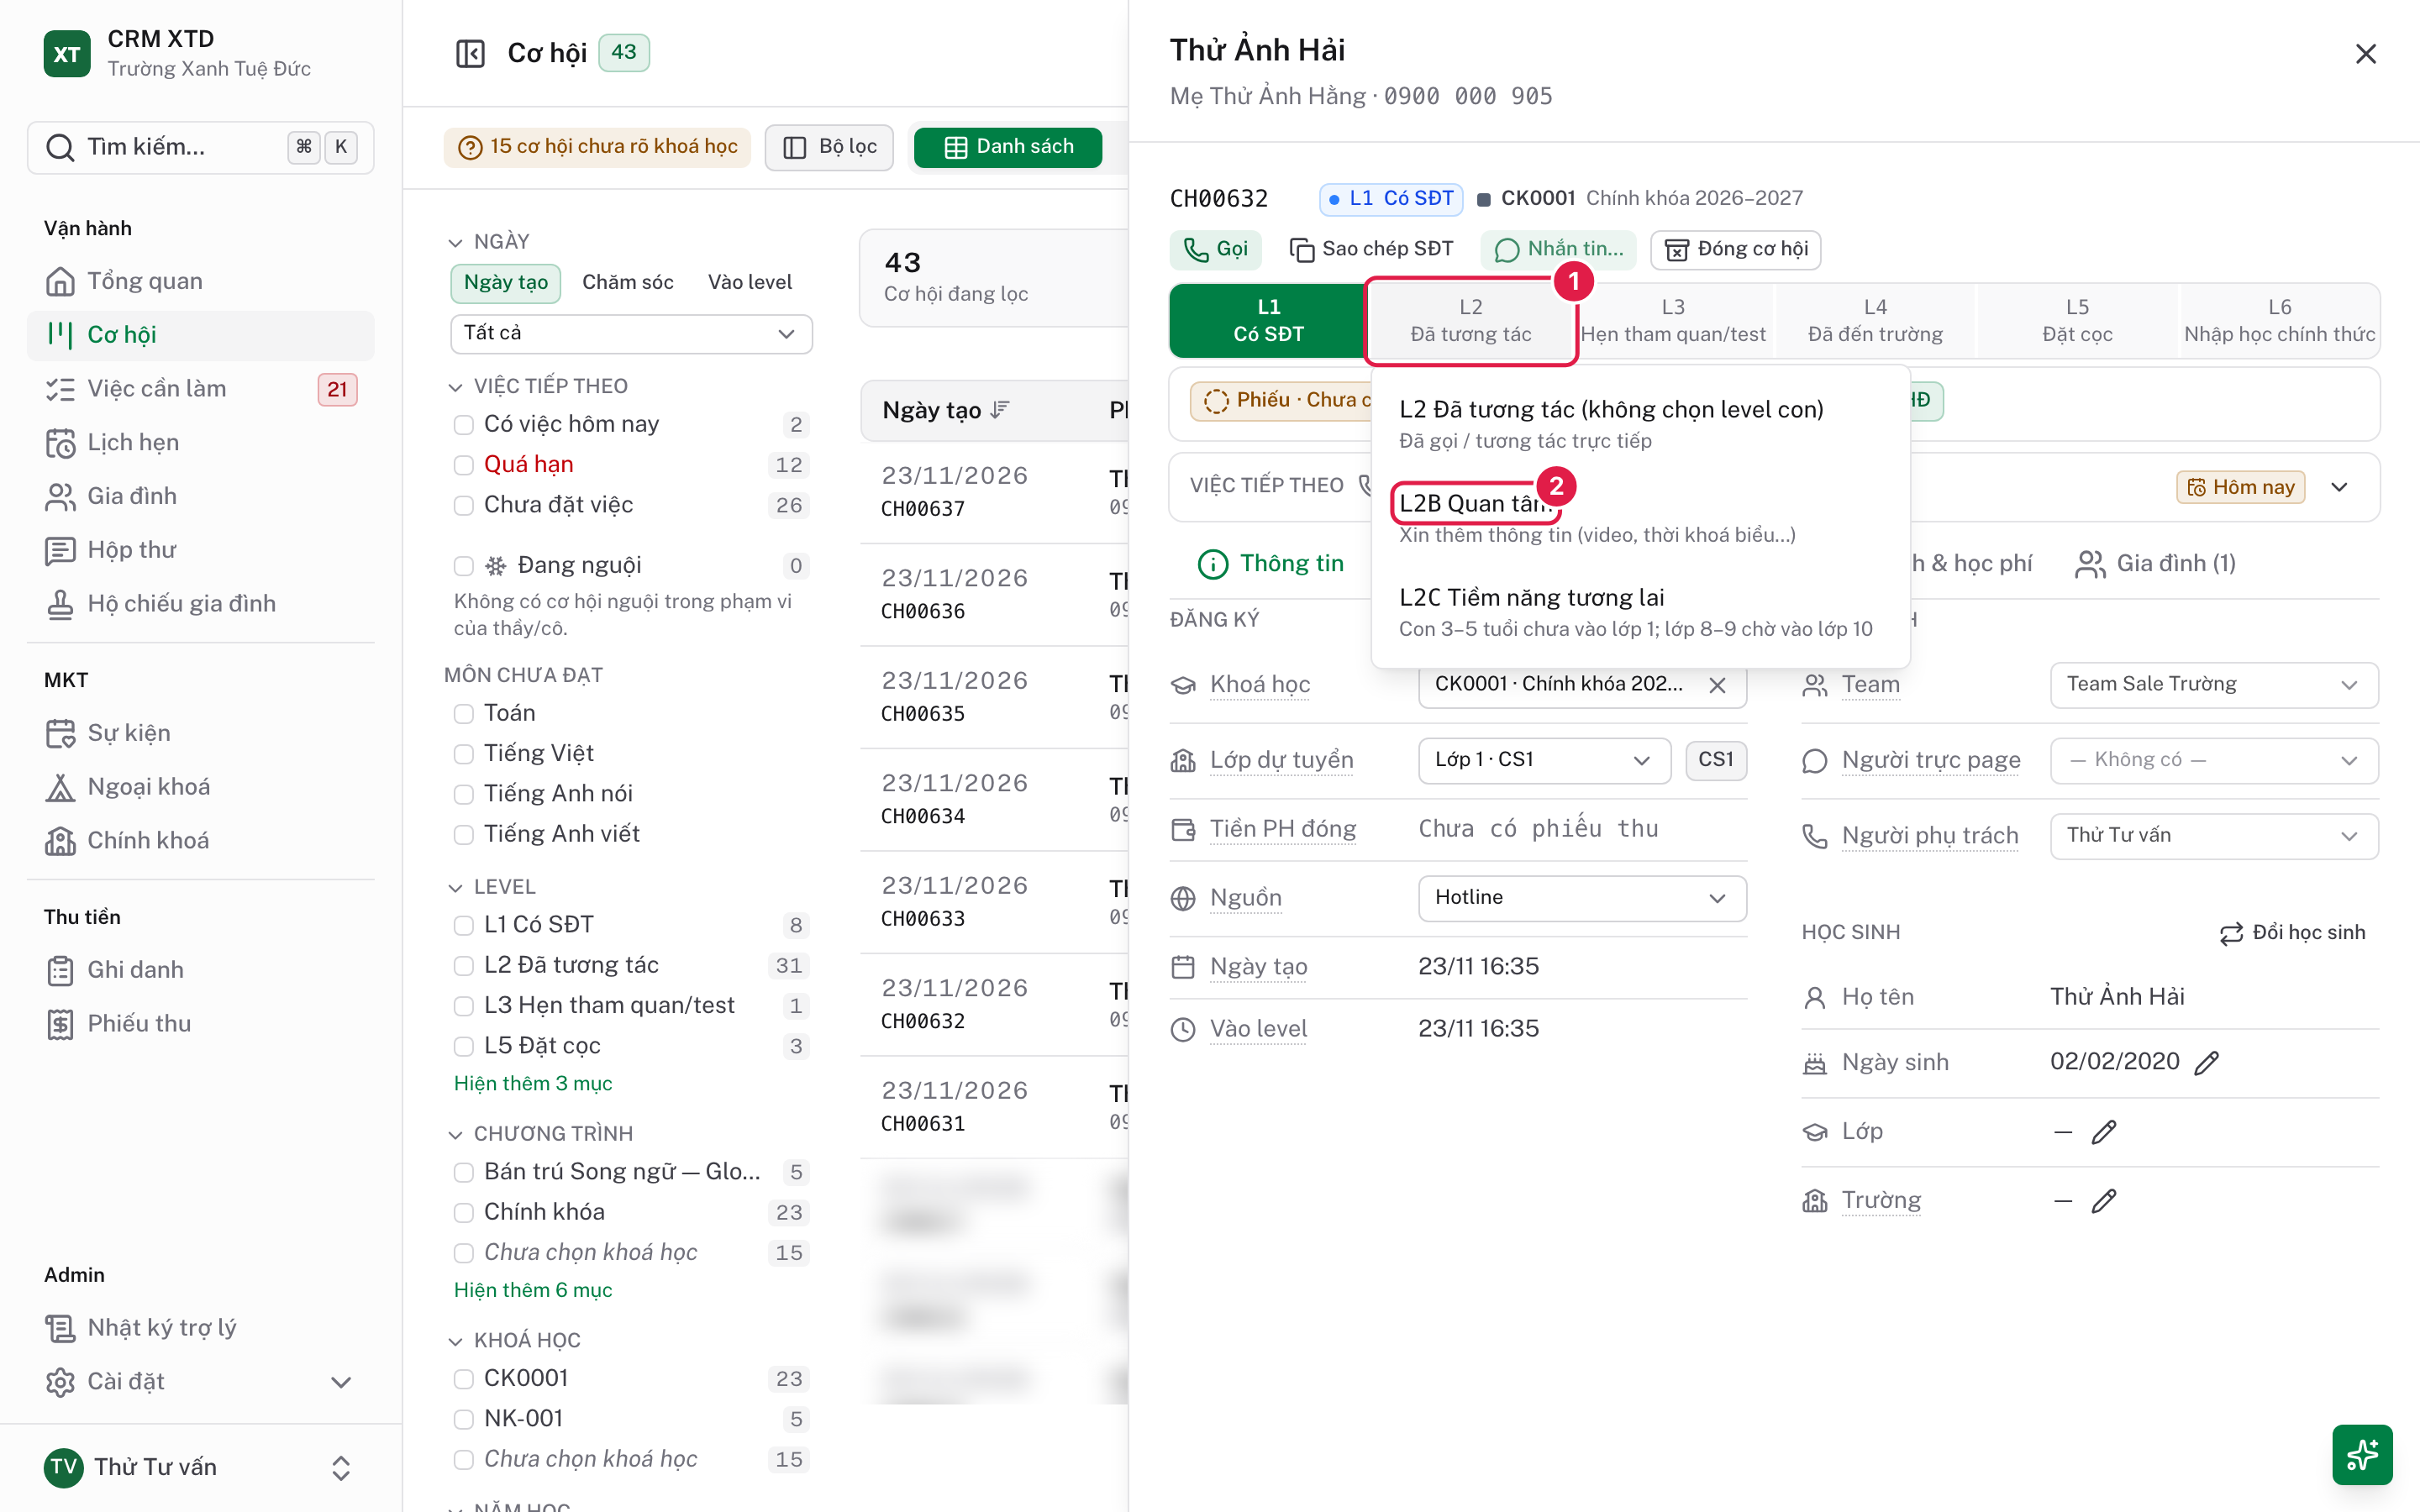 XT
CRM XTD
Trường Xanh Tuệ Đức
Tìm kiếm...
⌘ K
Vận hành
Tổng quan
Cơ hội
Việc cần làm 21
Lịch hẹn
Gia đình
Hộp thư
Hộ chiếu gia đình
MKT
Sự kiện
Ngoại khoá
Chính khoá
Thu tiền
Ghi danh
Phiếu thu
Admin
Nhật ký trợ lý
Cài đặt
TV Thử Tư vấn
Cơ hội 43
15 cơ hội chưa rõ khoá học
Bộ lọc
Danh sách
NGÀY
Ngày tạo Chăm sóc Vào level
Tất cả
VIỆC TIẾP THEO
Có việc hôm nay 2
Quá hạn 12
Chưa đặt việc 26
Đang nguội 0
Không có cơ hội nguội trong phạm vi
của thầy/cô.
MÔN CHƯA ĐẠT
Toán
Tiếng Việt
Tiếng Anh nói
Tiếng Anh viết
LEVEL
L1 Có SĐT 8
L2 Đã tương tác 31
L3 Hẹn tham quan/test 1
L5 Đặt cọc 3
Hiện thêm 3 mục
CHƯƠNG TRÌNH
Bán trú Song ngữ — Glo... 5
Chính khóa 23
Chưa chọn khoá học 15
Hiện thêm 6 mục
KHOÁ HỌC
CK0001 23
NK-001 5
Chưa chọn khoá học 15
NĂM HỌC
43
Cơ hội đang lọc
Ngày tạo
23/11/2026
CH00637
23/11/2026
CH00636
23/11/2026
CH00635
23/11/2026
CH00634
23/11/2026
CH00633
23/11/2026
CH00632
23/11/2026
CH00631
Thử Ảnh Hải
Mẹ Thử Ảnh Hằng · 0900 000 905
CH00632 L1 Có SĐT CK0001 Chính khóa 2026–2027
Gọi Sao chép SĐT Nhắn tin... Đóng cơ hội
L1
Có SĐT
L2
Đã tương tác
1
L3
Hẹn tham quan/test
L4
Đã đến trường
L5
Đặt cọc
L6
Nhập học chính thức
Phiếu · Chưa
L2 Đã tương tác (không chọn level con)
Đã gọi / tương tác trực tiếp
L2B Quan tâm
2
Xin thêm thông tin (video, thời khoá biểu...)
L2C Tiềm năng tương lai
Con 3–5 tuổi chưa vào lớp 1; lớp 8–9 chờ vào lớp 10
VIỆC TIẾP THEO
Hôm nay
Thông tin
& học phí
Gia đình (1)
ĐĂNG KÝ
Khoá học CK0001 · Chính khóa 202...
Lớp dự tuyển Lớp 1 · CS1 CS1
Tiền PH đóng Chưa có phiếu thu
Nguồn Hotline
Ngày tạo 23/11 16:35
Vào level 23/11 16:35
Team Team Sale Trường
Người trực page — Không có —
Người phụ trách Thử Tư vấn
HỌC SINH Đổi học sinh
Họ tên Thử Ảnh Hải
Ngày sinh 02/02/2020
Lớp —
Trường —